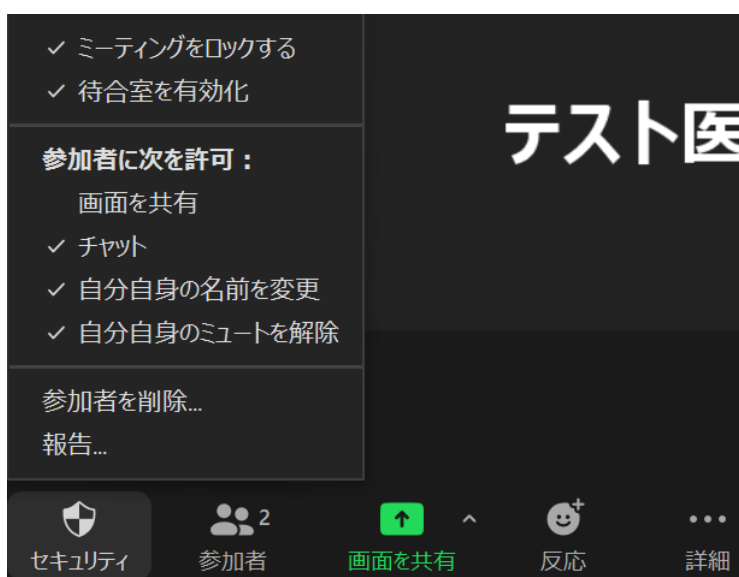 ミーティングをロックする
待合室を有効化
テスト医
参加者に次を許可：
画面を共有
チャット
自分自身の名前を変更
自分自身のミュートを解除
参加者を削除...
報告...
2
セキュリティ
参加者
画面を共有
反応
詳細